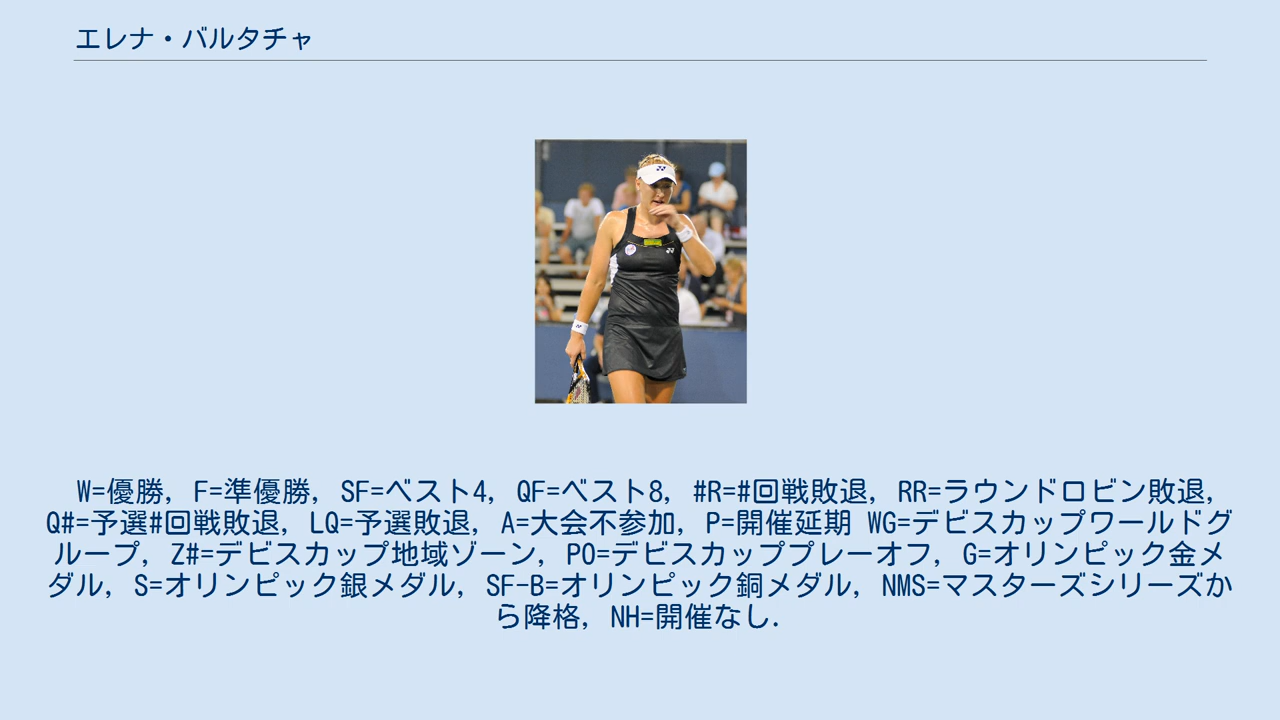 エレナ・バルタチャ
W=優勝, F=準優勝, SF=ベスト4, QF=ベスト8, #R=#回戦敗退, RR=ラウンドロビン敗退,
Q#=予選#回戦敗退, LQ=予選敗退, A=大会不参加, P=開催延期 WG=デビスカップワールドグ
ループ, Z#=デビスカップ地域ゾーン, PO=デビスカッププレーオフ, G=オリンピック金メ
ダル, S=オリンピック銀メダル, SF-B=オリンピック銅メダル, NMS=マスターズシリーズか
ら降格, NH=開催なし.